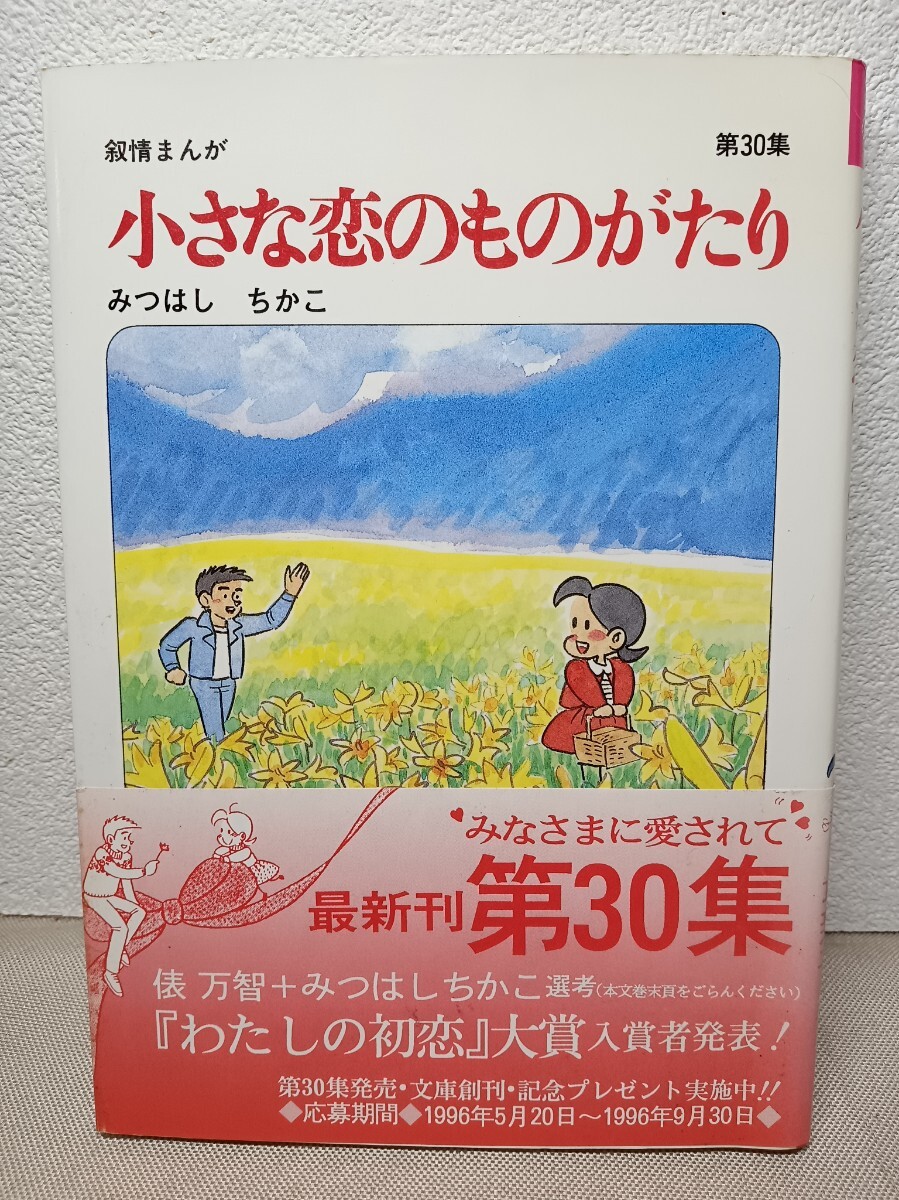 叙情まんが
第30集
小さな恋のものがたり
みつはし ちかこ
みなさまに愛されて
最新刊第30集
俵 万智+みつはしちかこ選考(本文巻末頁をごらんください)
『わたしの初恋』大賞入賞者発表!
第30集発売・文庫創刊・記念プレゼント実施中!!
◆応募期間◆1996年5月20日〜1996年9月30日◆